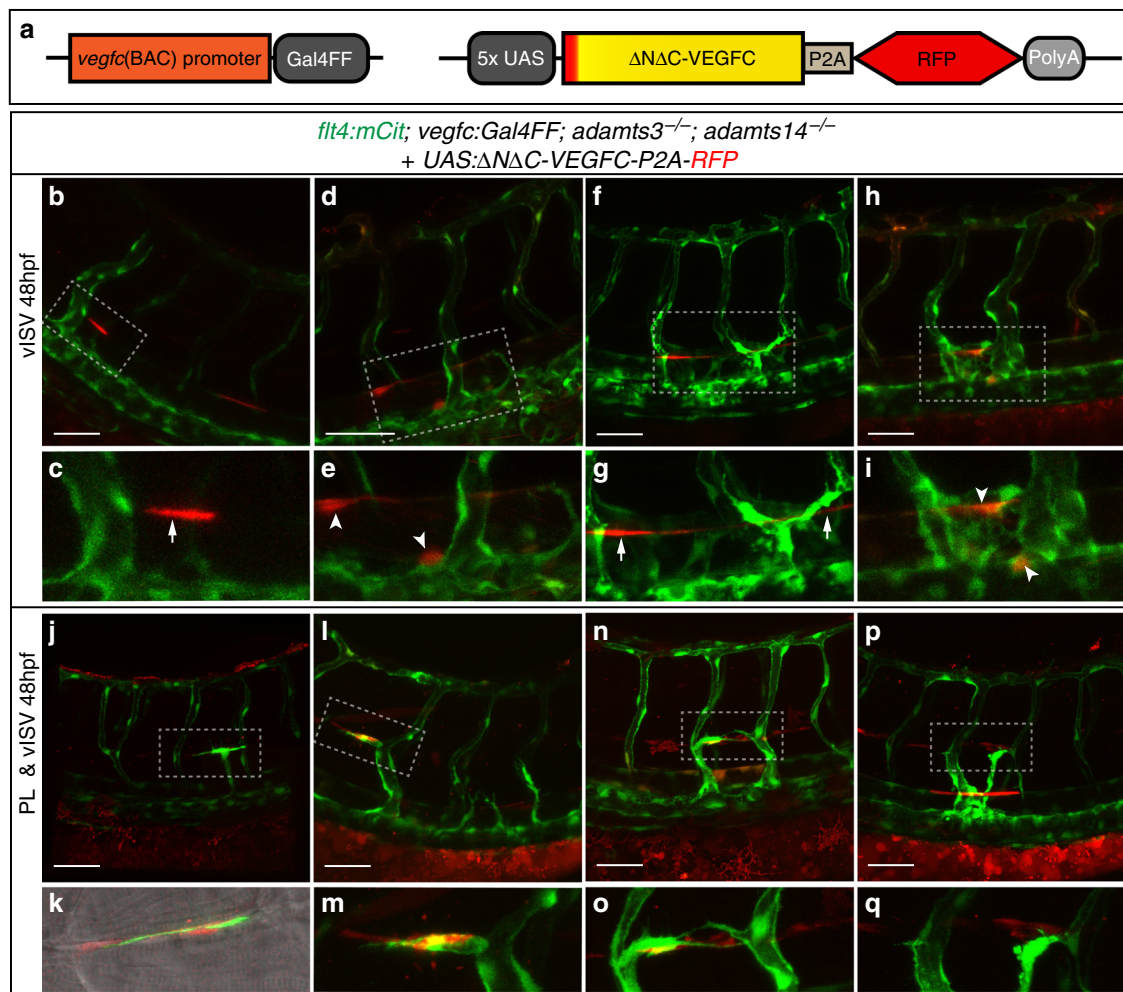 a
vegfc(BAC) promoter Gal4FF 5x UAS ΔNΔC-VEGFC P2A RFP PolyA
flt4:mCit; vegfc:Gal4FF; adamts3–/–; adamts14–/–
+ UAS:ΔNΔC-VEGFC-P2A-RFP
vISV 48hpf
b d f h
c e g i
PL & vISV 48hpf
j l n p
k m o q